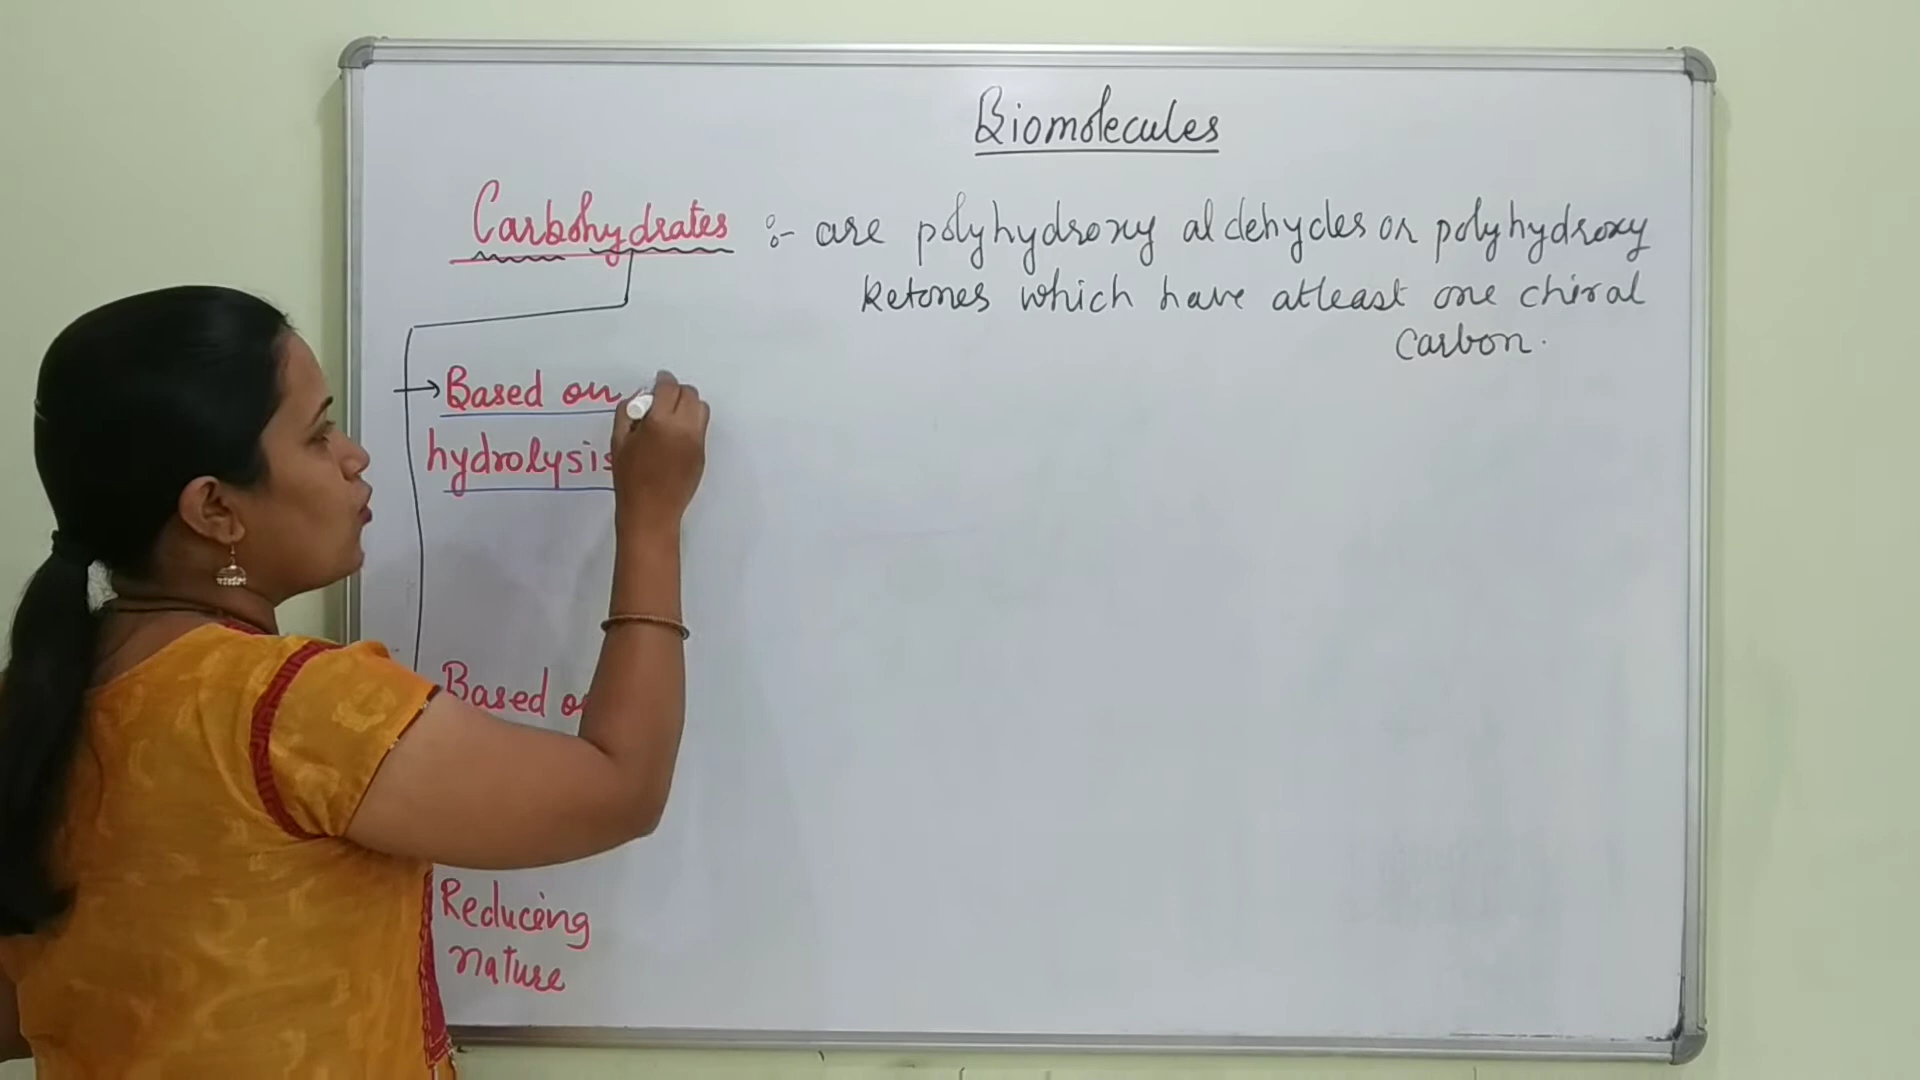 Biomolecules
Carbohydrates :- are polyhydroxy aldehydes or polyhydroxy
ketones which have atleast one chiral
carbon.
→ Based on
hydrolysis
Based
Reducing
nature